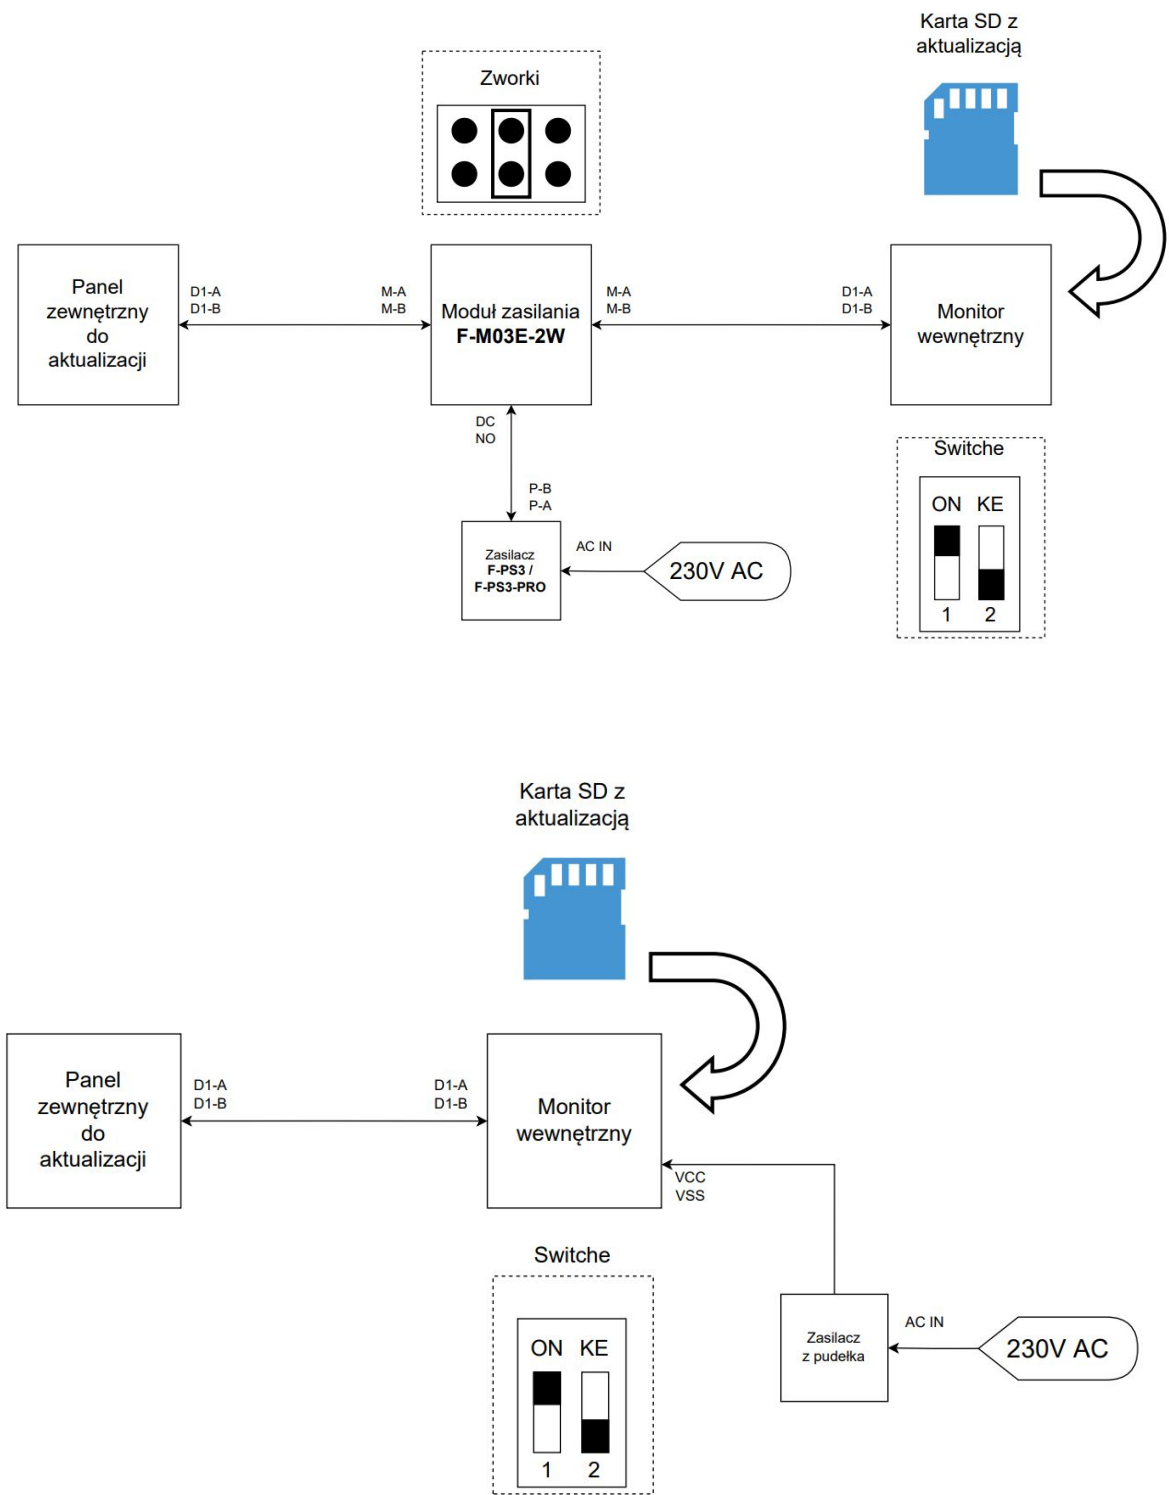 Karta SD z
aktualizacją
Zworki
Panel
zewnętrzny
do
aktualizacji
D1-A
D1-B
M-A
M-B
Moduł zasilania
F-M03E-2W
M-A
M-B
D1-A
D1-B
Monitor
wewnętrzny
DC
NO
P-B
P-A
Zasilacz
F-PS3 /
F-PS3-PRO
AC IN
230V AC
Switche
ON KE
1 2
Karta SD z
aktualizacją
Panel
zewnętrzny
do
aktualizacji
D1-A
D1-B
D1-A
D1-B
Monitor
wewnętrzny
VCC
VSS
Switche
ON KE
1 2
Zasilacz
z pudełka
AC IN
230V AC